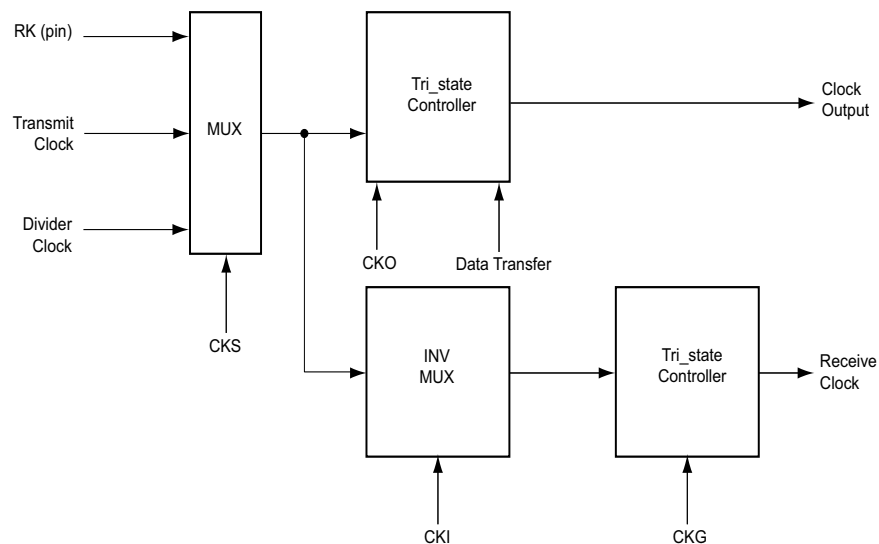 RK (pin)
Transmit
Clock
Divider
Clock
MUX
CKS
Tri_state
Controller
CKO
Data Transfer
Clock
Output
INV
MUX
CKI
Tri_state
Controller
CKG
Receive
Clock